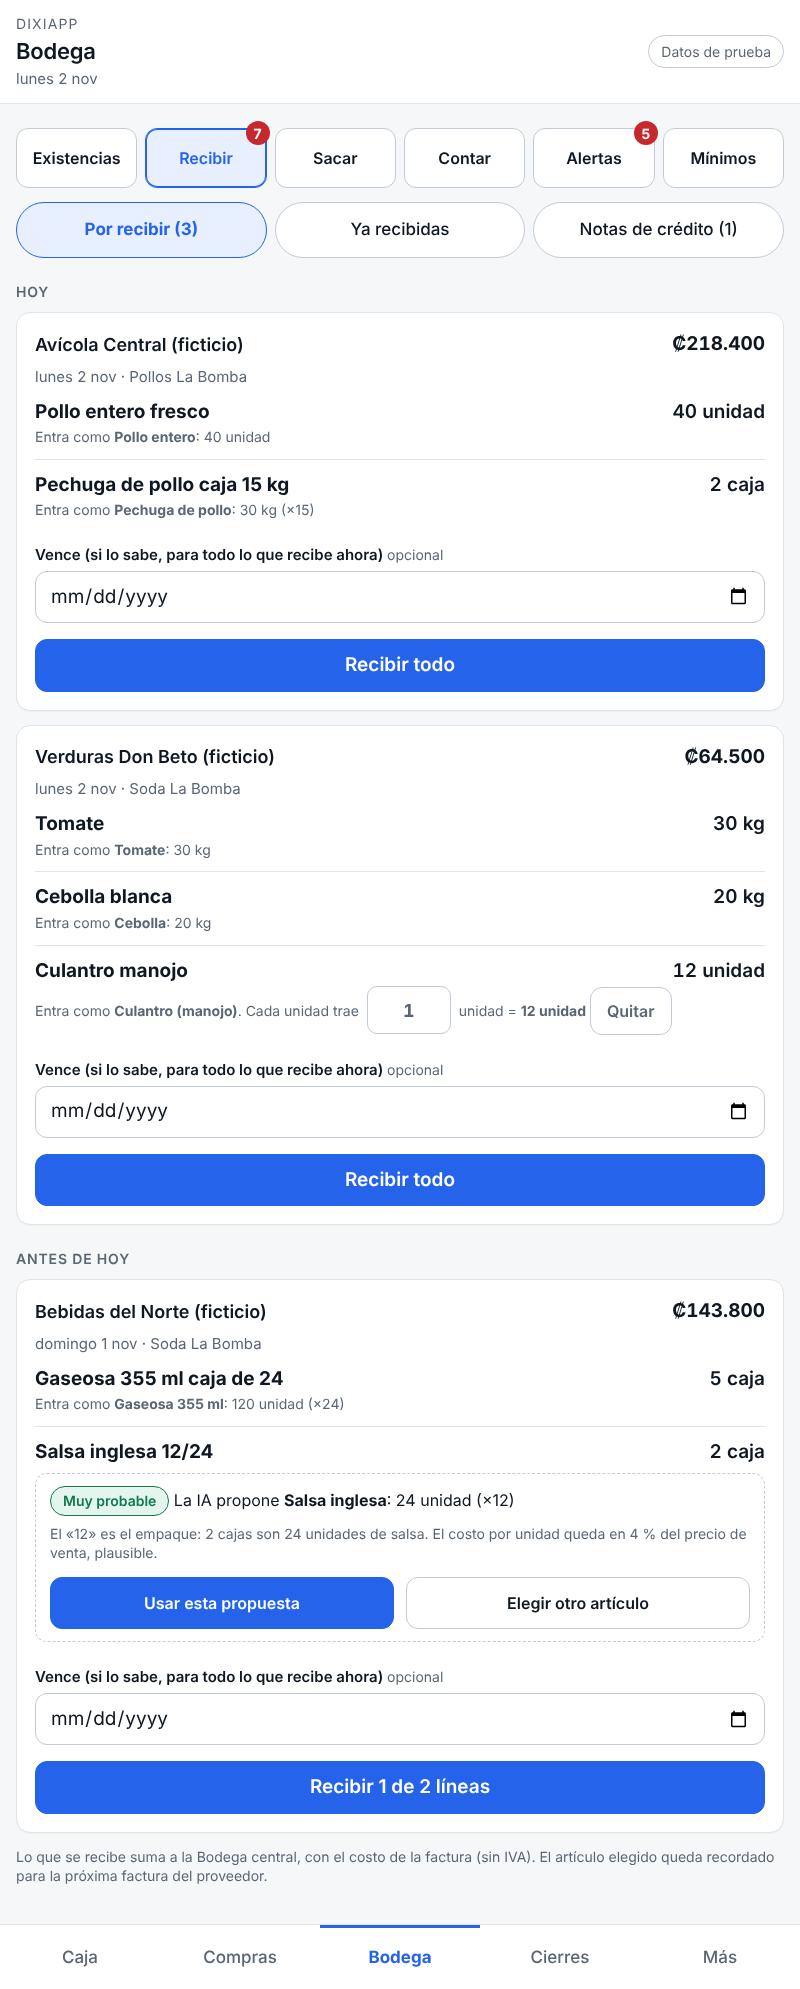 DIXIAPP
Bodega
lunes 2 nov
Datos de prueba
Existencias
Recibir
7
Sacar
Contar
Alertas
5
Mínimos
Por recibir (3)
Ya recibidas
Notas de crédito (1)
HOY
Avícola Central (ficticio)
₡218.400
lunes 2 nov · Pollos La Bomba
Pollo entero fresco
40 unidad
Entra como Pollo entero: 40 unidad
Pechuga de pollo caja 15 kg
2 caja
Entra como Pechuga de pollo: 30 kg (×15)
Vence (si lo sabe, para todo lo que recibe ahora) opcional
mm/dd/yyyy
Recibir todo
Verduras Don Beto (ficticio)
₡64.500
lunes 2 nov · Soda La Bomba
Tomate
30 kg
Entra como Tomate: 30 kg
Cebolla blanca
20 kg
Entra como Cebolla: 20 kg
Culantro manojo
12 unidad
Entra como Culantro (manojo). Cada unidad trae 1 unidad = 12 unidad Quitar
Vence (si lo sabe, para todo lo que recibe ahora) opcional
mm/dd/yyyy
Recibir todo
ANTES DE HOY
Bebidas del Norte (ficticio)
₡143.800
domingo 1 nov · Soda La Bomba
Gaseosa 355 ml caja de 24
5 caja
Entra como Gaseosa 355 ml: 120 unidad (×24)
Salsa inglesa 12/24
2 caja
Muy probable La IA propone Salsa inglesa: 24 unidad (×12)
El «12» es el empaque: 2 cajas son 24 unidades de salsa. El costo por unidad queda en 4 % del precio de
venta, plausible.
Usar esta propuesta
Elegir otro artículo
Vence (si lo sabe, para todo lo que recibe ahora) opcional
mm/dd/yyyy
Recibir 1 de 2 líneas
Lo que se recibe suma a la Bodega central, con el costo de la factura (sin IVA). El artículo elegido queda recordado
para la próxima factura del proveedor.
Caja
Compras
Bodega
Cierres
Más